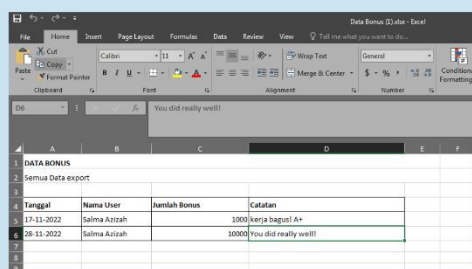 Data Bonus (1).xlsx - Excel
File Home Insert Page Layout Formulas Data Review View Tell me what you want to do...
Cut
Copy
Format Painter
Paste
Clipboard
Calibri 11
B I U
Font
Wrap Text
Merge & Center
Alignment
General
$ % ,
Number
Conditional
Formatting
D6 fx You did really well!
A B C D E F
1 DATA BONUS
2 Semua Data export
3
4 Tanggal Nama User Jumlah Bonus Catatan
5 17-11-2022 Salma Azizah 1000 kerja bagus! A+
6 28-11-2022 Salma Azizah 10000 You did really well!
7
8